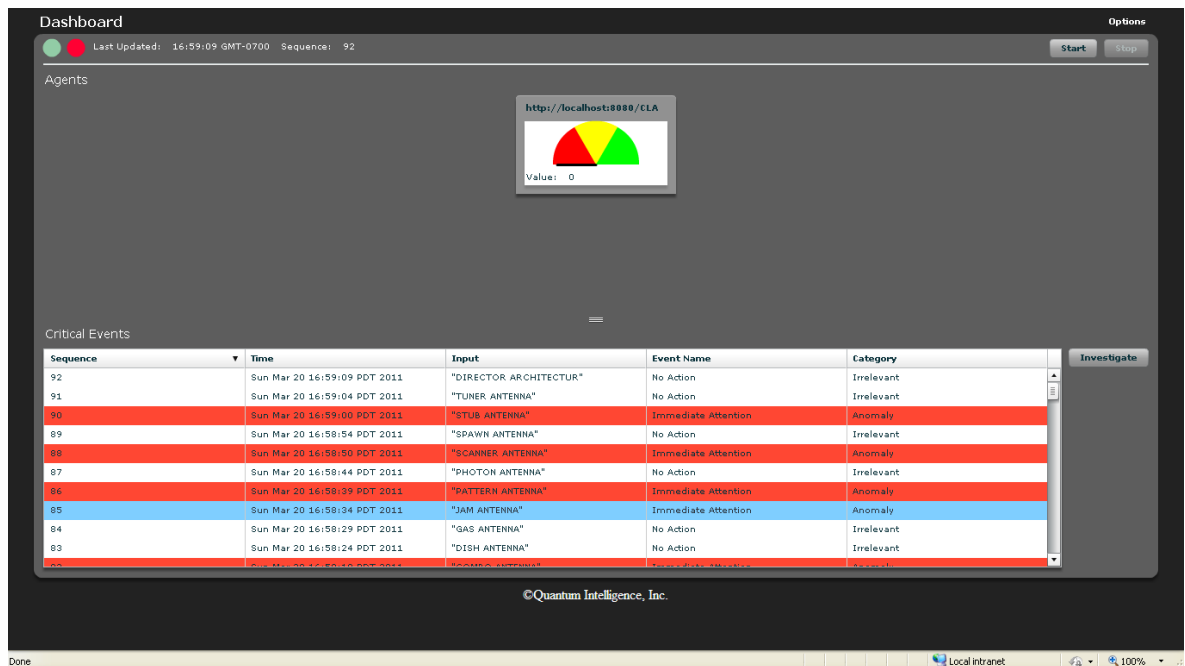 Dashboard Options
Last Updated: 16:59:09 GMT-0700 Sequence: 92 Start Stop
Agents
http://localhost:8080/CLA
Value: 0
Critical Events
Sequence Time Input Event Name Category Investigate
92 Sun Mar 20 16:59:09 PDT 2011 "DIRECTOR ARCHITECTUR" No Action Irrelevant
91 Sun Mar 20 16:59:04 PDT 2011 "TUNER ANTENNA" No Action Irrelevant
90 Sun Mar 20 16:59:00 PDT 2011 "STUB ANTENNA" Immediate Attention Anomaly
89 Sun Mar 20 16:58:54 PDT 2011 "SPAWN ANTENNA" No Action Irrelevant
88 Sun Mar 20 16:58:50 PDT 2011 "SCANNER ANTENNA" Immediate Attention Anomaly
87 Sun Mar 20 16:58:44 PDT 2011 "PHOTON ANTENNA" No Action Irrelevant
86 Sun Mar 20 16:58:39 PDT 2011 "PATTERN ANTENNA" Immediate Attention Anomaly
85 Sun Mar 20 16:58:34 PDT 2011 "JAM ANTENNA" Immediate Attention Anomaly
84 Sun Mar 20 16:58:29 PDT 2011 "GAS ANTENNA" No Action Irrelevant
83 Sun Mar 20 16:58:24 PDT 2011 "DISH ANTENNA" No Action Irrelevant
©Quantum Intelligence, Inc.
Done Local intranet 100%